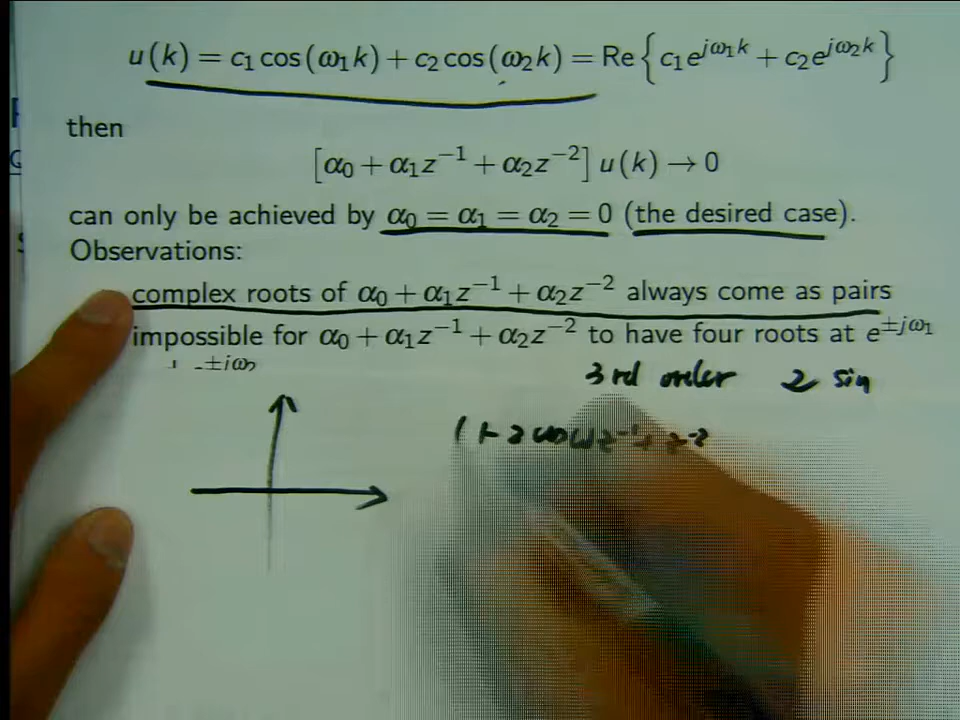 u(k) = c₁ cos(ω₁k) + c₂ cos(ω₂k) = Re{c₁e^{jω₁k} + c₂e^{jω₂k}}
then
[α₀ + α₁z⁻¹ + α₂z⁻²] u(k) → 0
can only be achieved by α₀ = α₁ = α₂ = 0 (the desired case).
Observations:
complex roots of α₀ + α₁z⁻¹ + α₂z⁻² always come as pairs
impossible for α₀ + α₁z⁻¹ + α₂z⁻² to have four roots at e^{±jω₁}
3rd order 2 sin